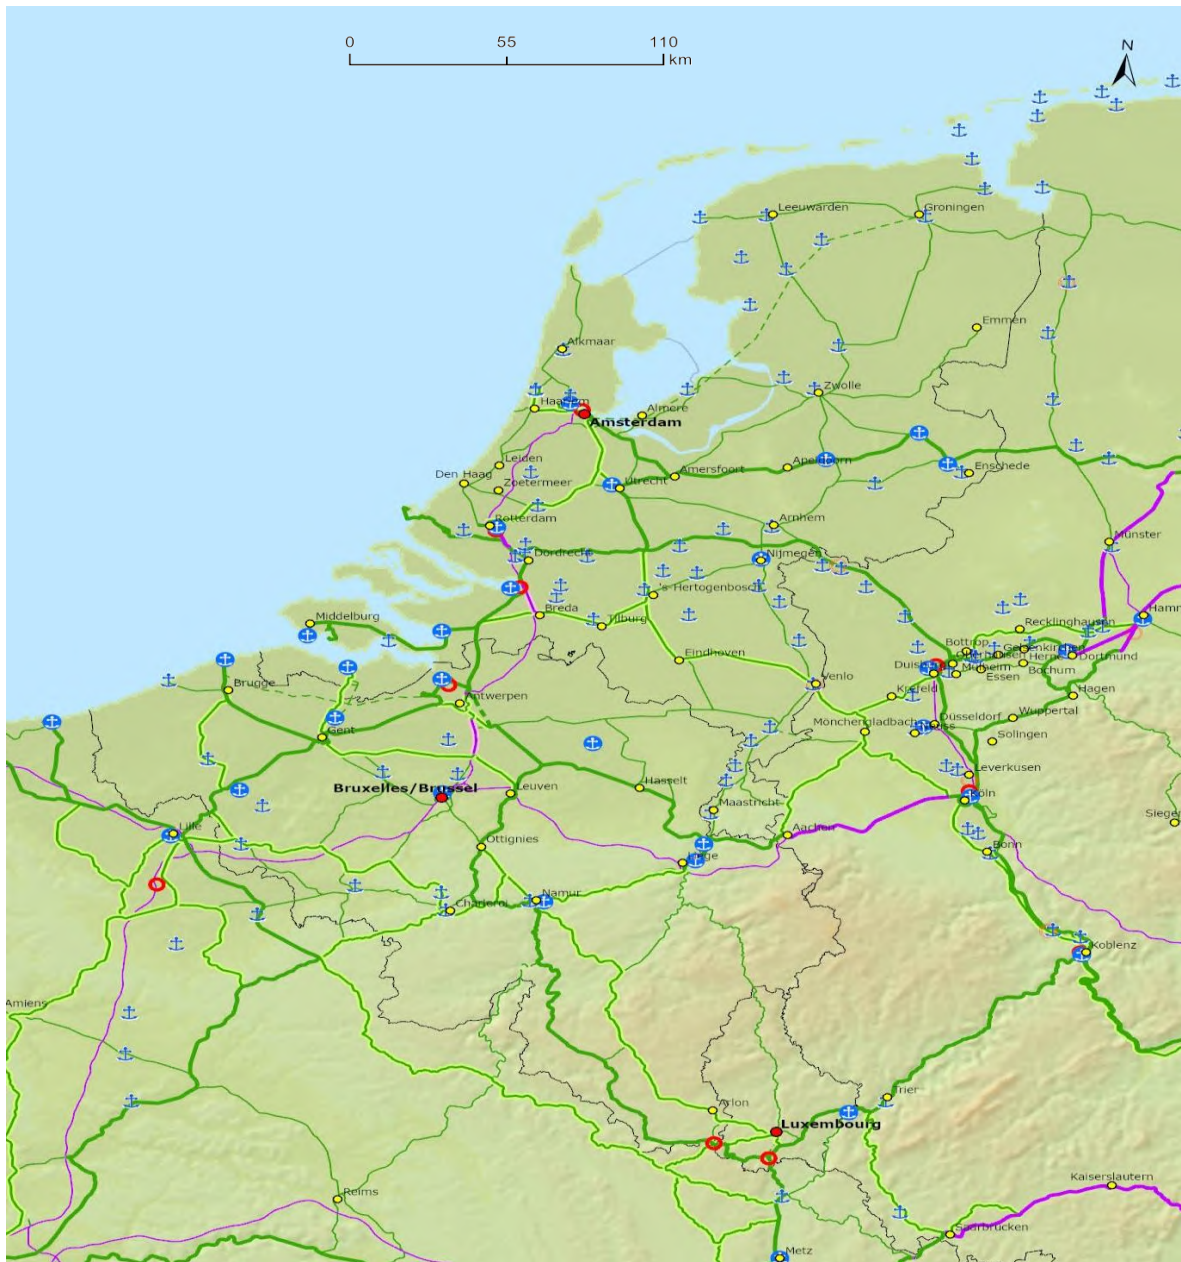 0 55 110
km
N
Leeuwarden
Groningen
Emmen
Alkmaar
Zwolle
Haarlem
Almere
Amsterdam
Leiden
Apeldoorn
Amersfoort
Enschede
Den Haag
Zoetermeer
Utrecht
Rotterdam
Arnhem
Münster
Dordrecht
Nijmegen
's-Hertogenbosch
Middelburg
Breda
Tilburg
Hamm
Recklinghausen
Bottrop
Gelsenkirchen
Oberhausen
Herne
Dortmund
Eindhoven
Duisburg
Mülheim
Essen
Bochum
Venlo
Krefeld
Hagen
Brugge
Antwerpen
Wuppertal
Mönchengladbach
Düsseldorf
Neuss
Gent
Solingen
Leverkusen
Hasselt
Bruxelles/Brussel
Leuven
Köln
Maastricht
Lille
Aachen
Siegen
Ottignies
Bonn
Liège
Namur
Charleroi
Koblenz
Amiens
Trier
Arlon
Luxembourg
Kaiserslautern
Reims
Saarbrücken
Metz